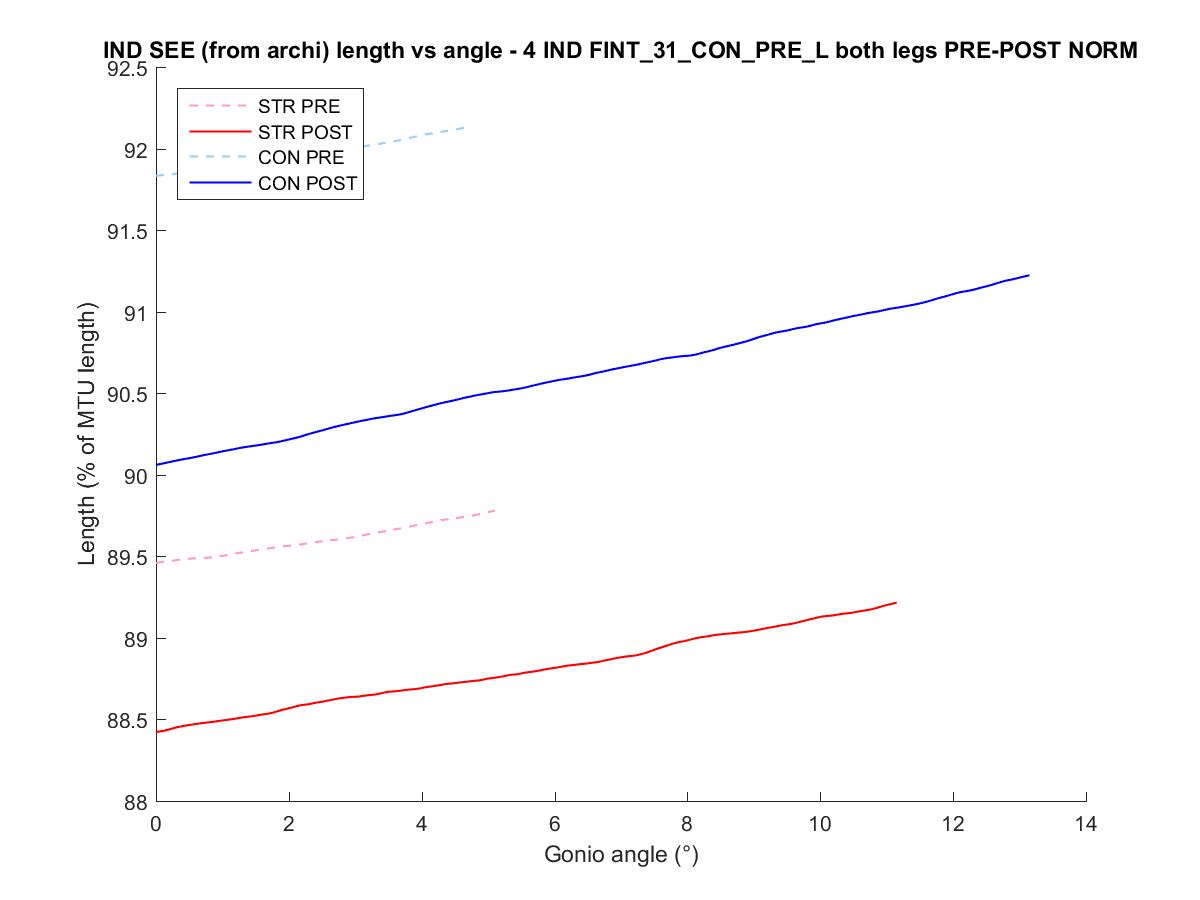 IND SEE (from archi) length vs angle - 4 IND FINT_31_CON_PRE_L both legs PRE-POST NORM
92.5
92
91.5
91
90.5
90
89.5
89
88.5
88
Length (% of MTU length)
STR PRE
STR POST
CON PRE
CON POST
0
2
4
6
8
10
12
14
Gonio angle (°)